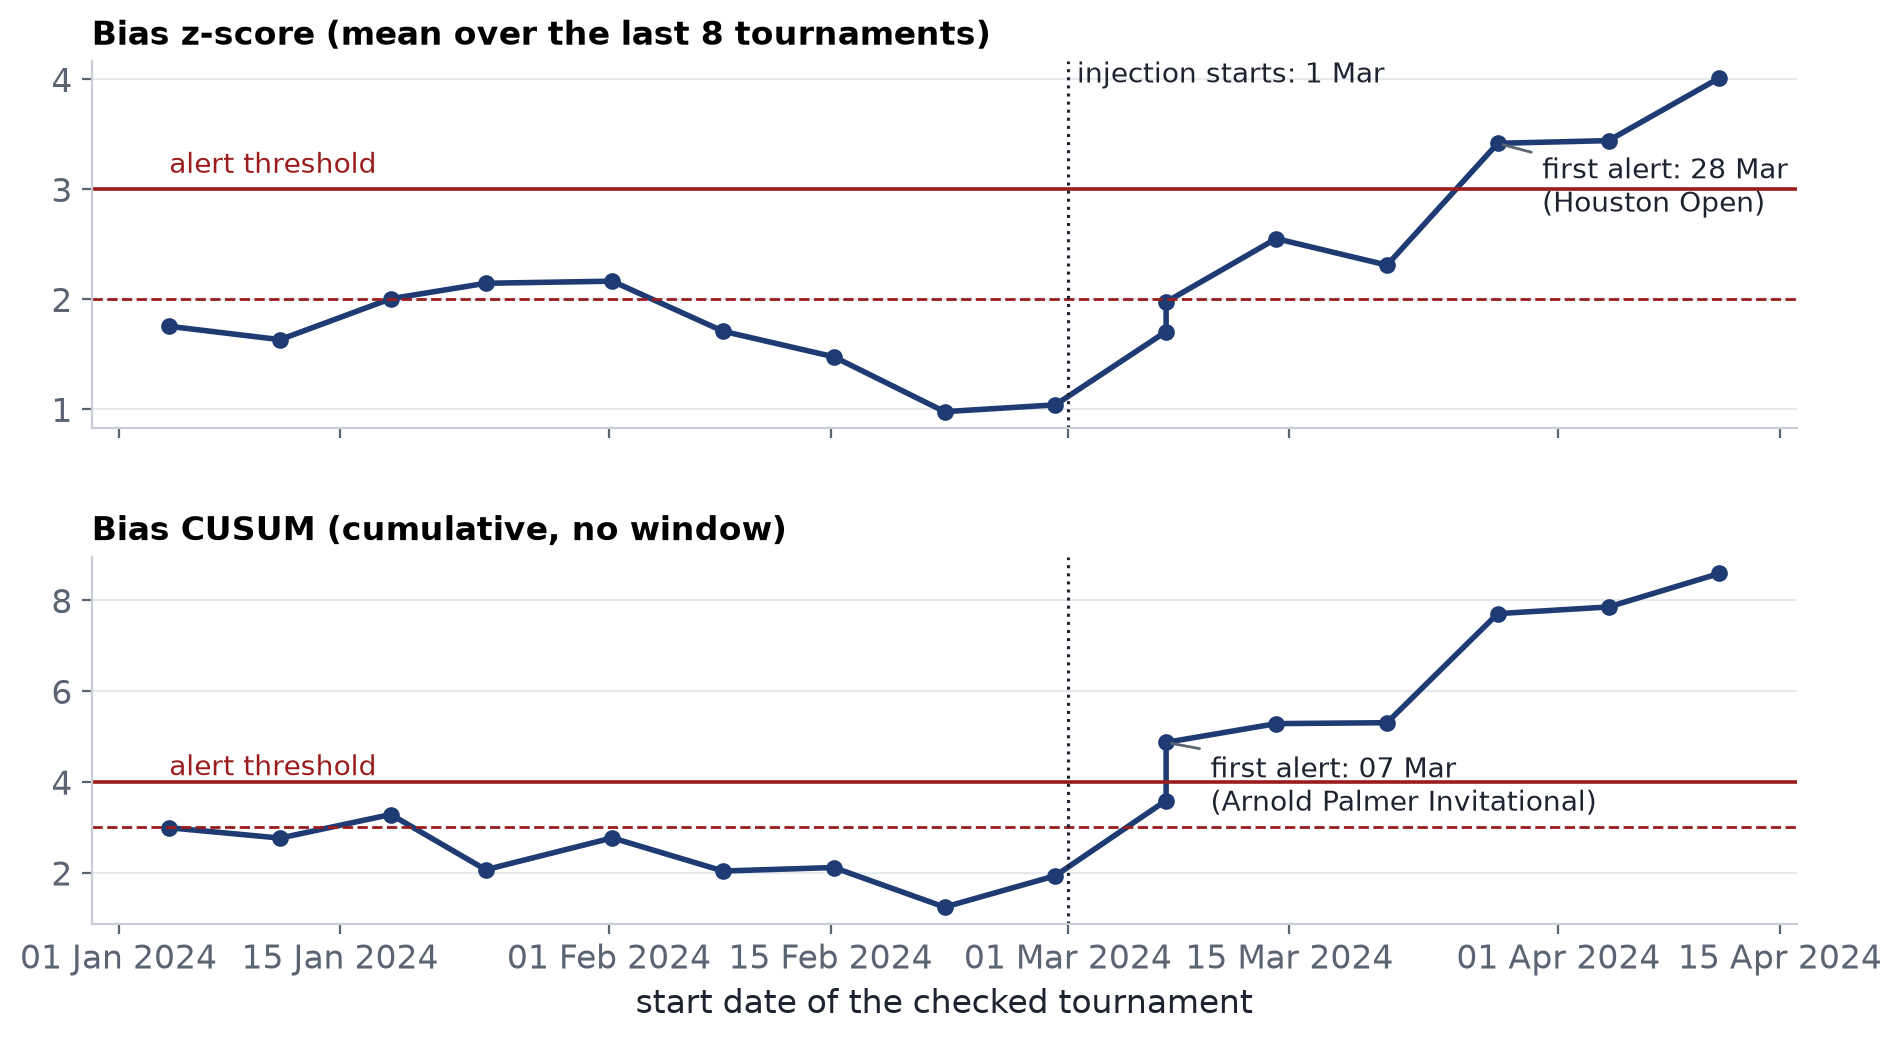 Bias z-score (mean over the last 8 tournaments)
4
injection starts: 1 Mar
alert threshold
first alert: 28 Mar
3
(Houston Open)
2
1
Bias CUSUM (cumulative, no window)
8
6
alert threshold
first alert: 07 Mar
4
(Arnold Palmer Invitational)
2
01 Jan 2024 15 Jan 2024 01 Feb 2024 15 Feb 2024 01 Mar 2024 15 Mar 2024 01 Apr 2024 15 Apr 2024
start date of the checked tournament